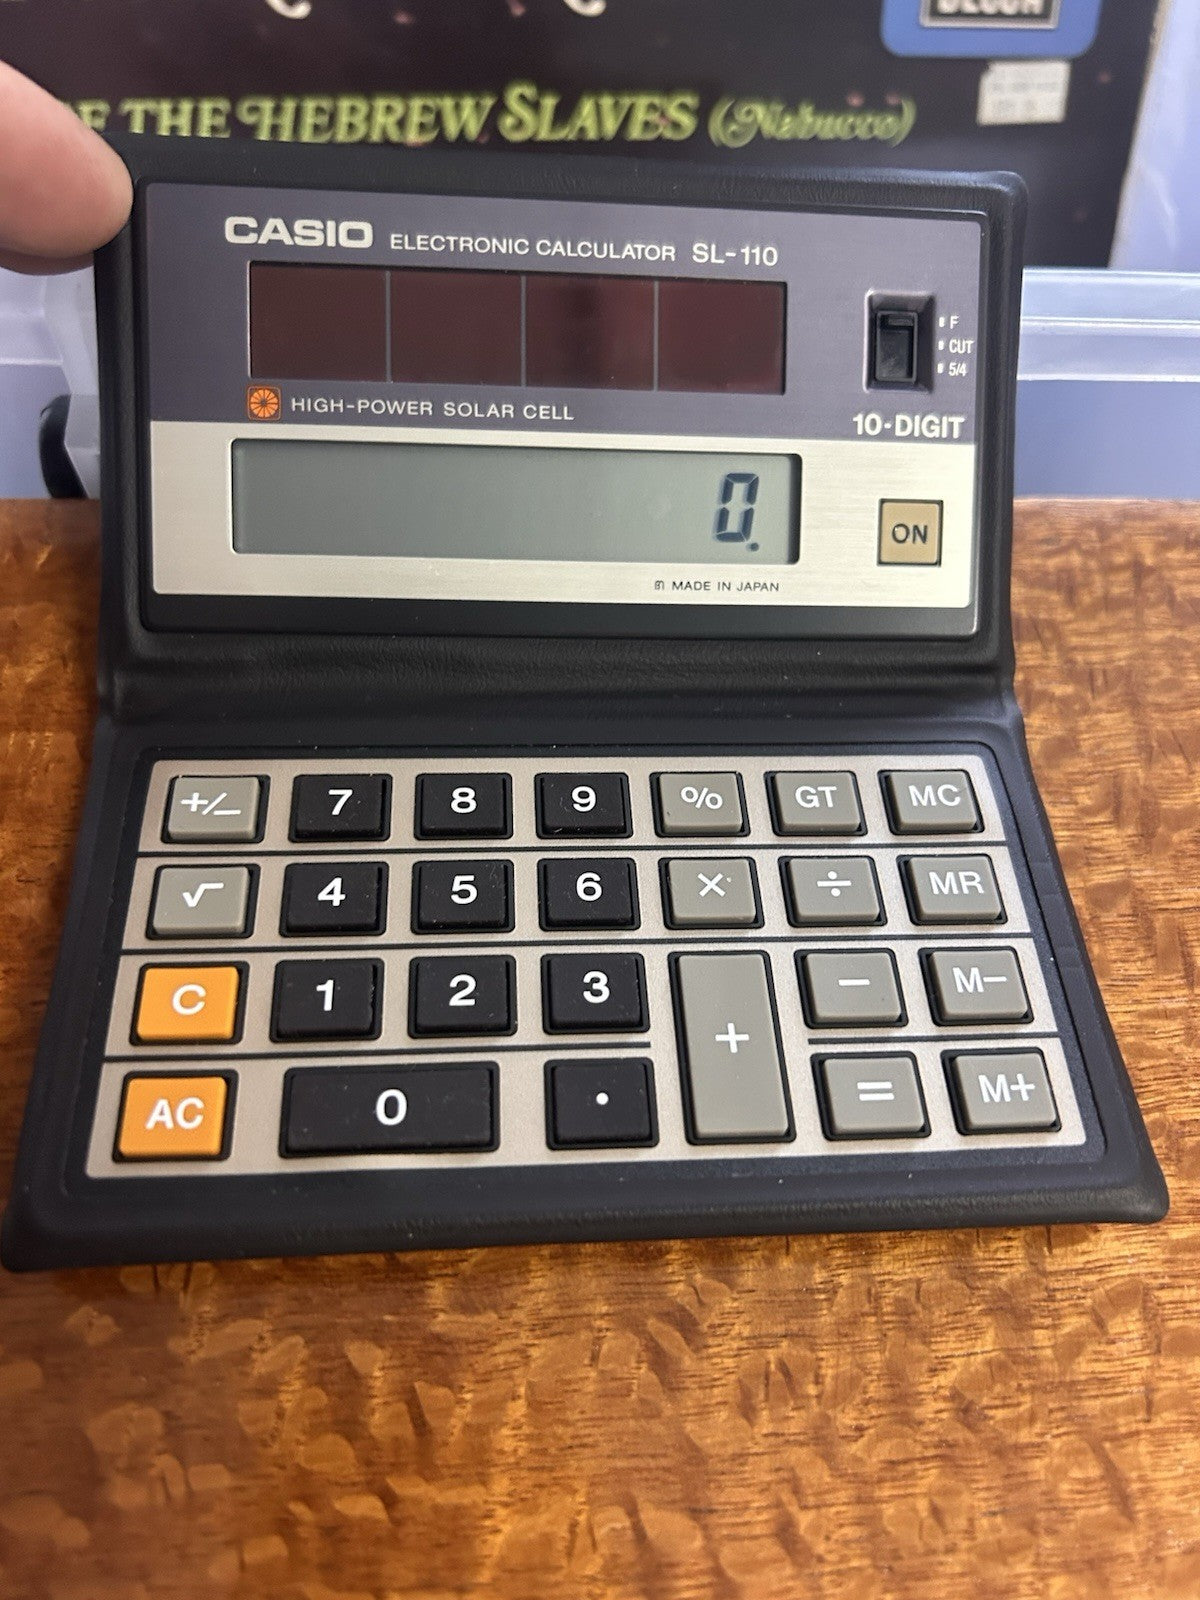 E THE HEBREW SLAVES (Nabucco)
CASIO ELECTRONIC CALCULATOR SL-110
F
CUT
5/4
HIGH-POWER SOLAR CELL
10-DIGIT
0.
ON
MADE IN JAPAN
+/− 7 8 9 % GT MC
√ 4 5 6 × ÷ MR
C 1 2 3 + − M−
AC 0 · = M+